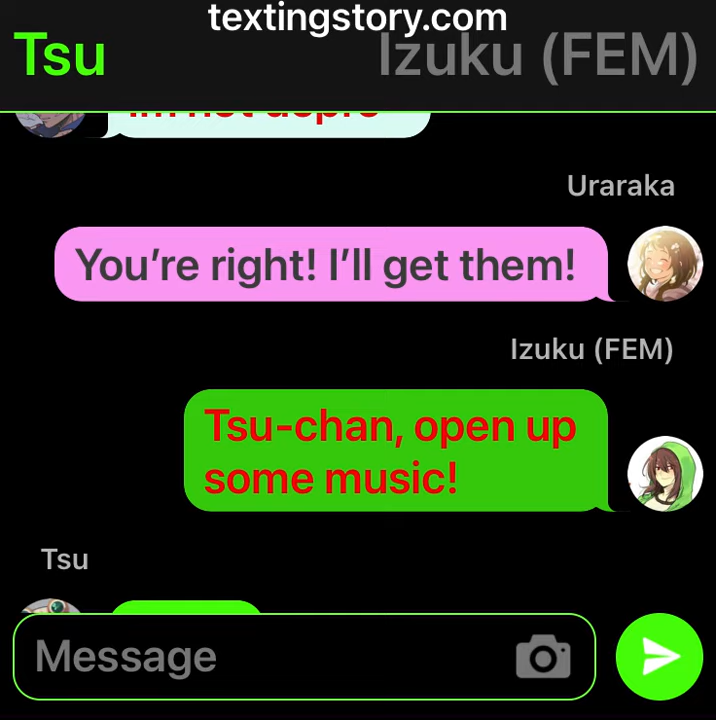 textingstory.com
Tsu
Izuku (FEM)
Uraraka
You’re right! I’ll get them!
Izuku (FEM)
Tsu-chan, open up
some music!
Tsu
Message